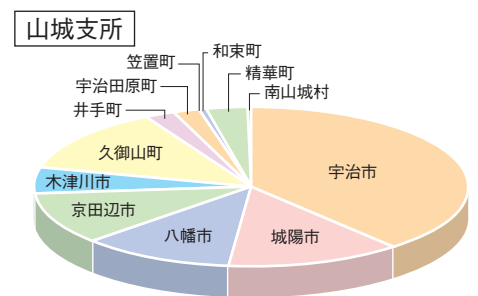 山城支所
和束町
笠置町
精華町
宇治田原町
南山城村
井手町
久御山町
宇治市
木津川市
京田辺市
八幡市
城陽市